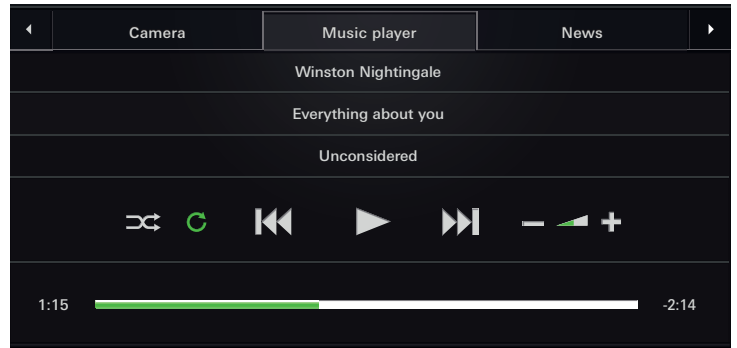 Camera Music player News
Winston Nightingale
Everything about you
Unconsidered
1:15 -2:14